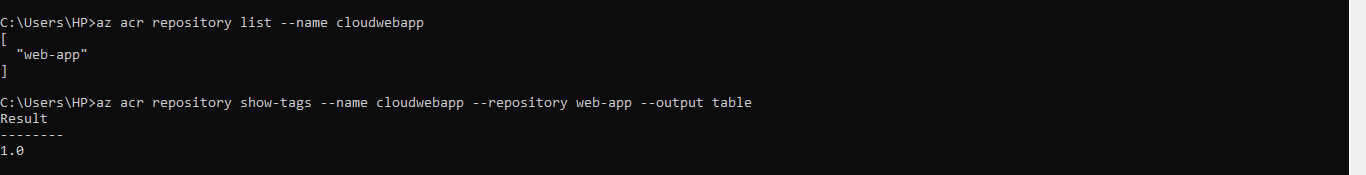 C:\Users\HP>az acr repository list --name cloudwebapp
[
  "web-app"
]
C:\Users\HP>az acr repository show-tags --name cloudwebapp --repository web-app --output table
Result
--------
1.0